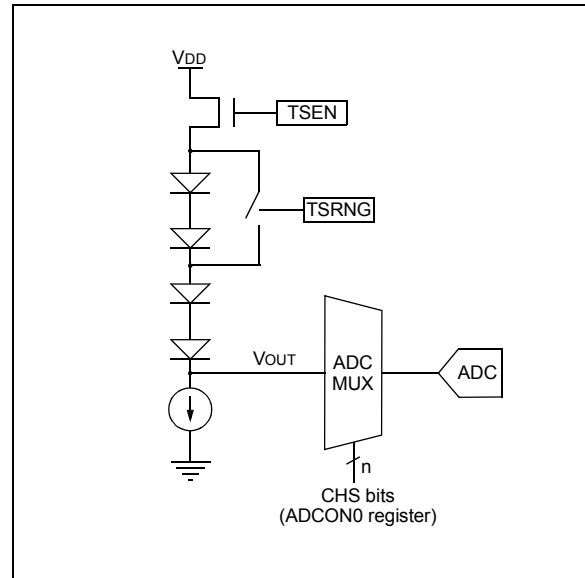 VDD
TSEN
TSRNG
VOUT
ADC
MUX
ADC
n
CHS bits
(ADCON0 register)